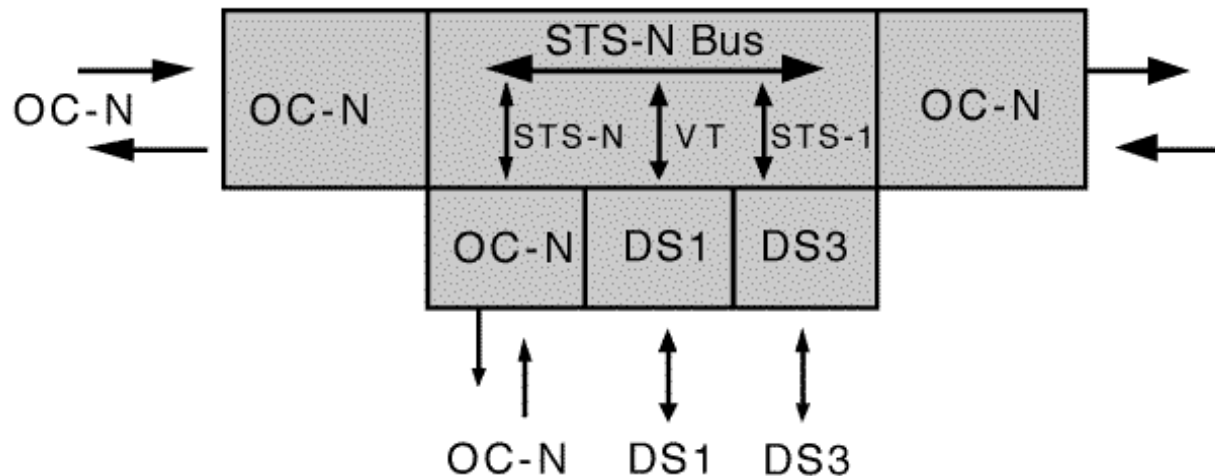 STS-N Bus
OC-N
OC-N
OC-N
STS-N
VT
STS-1
OC-N
DS1
DS3
OC-N
DS1
DS3